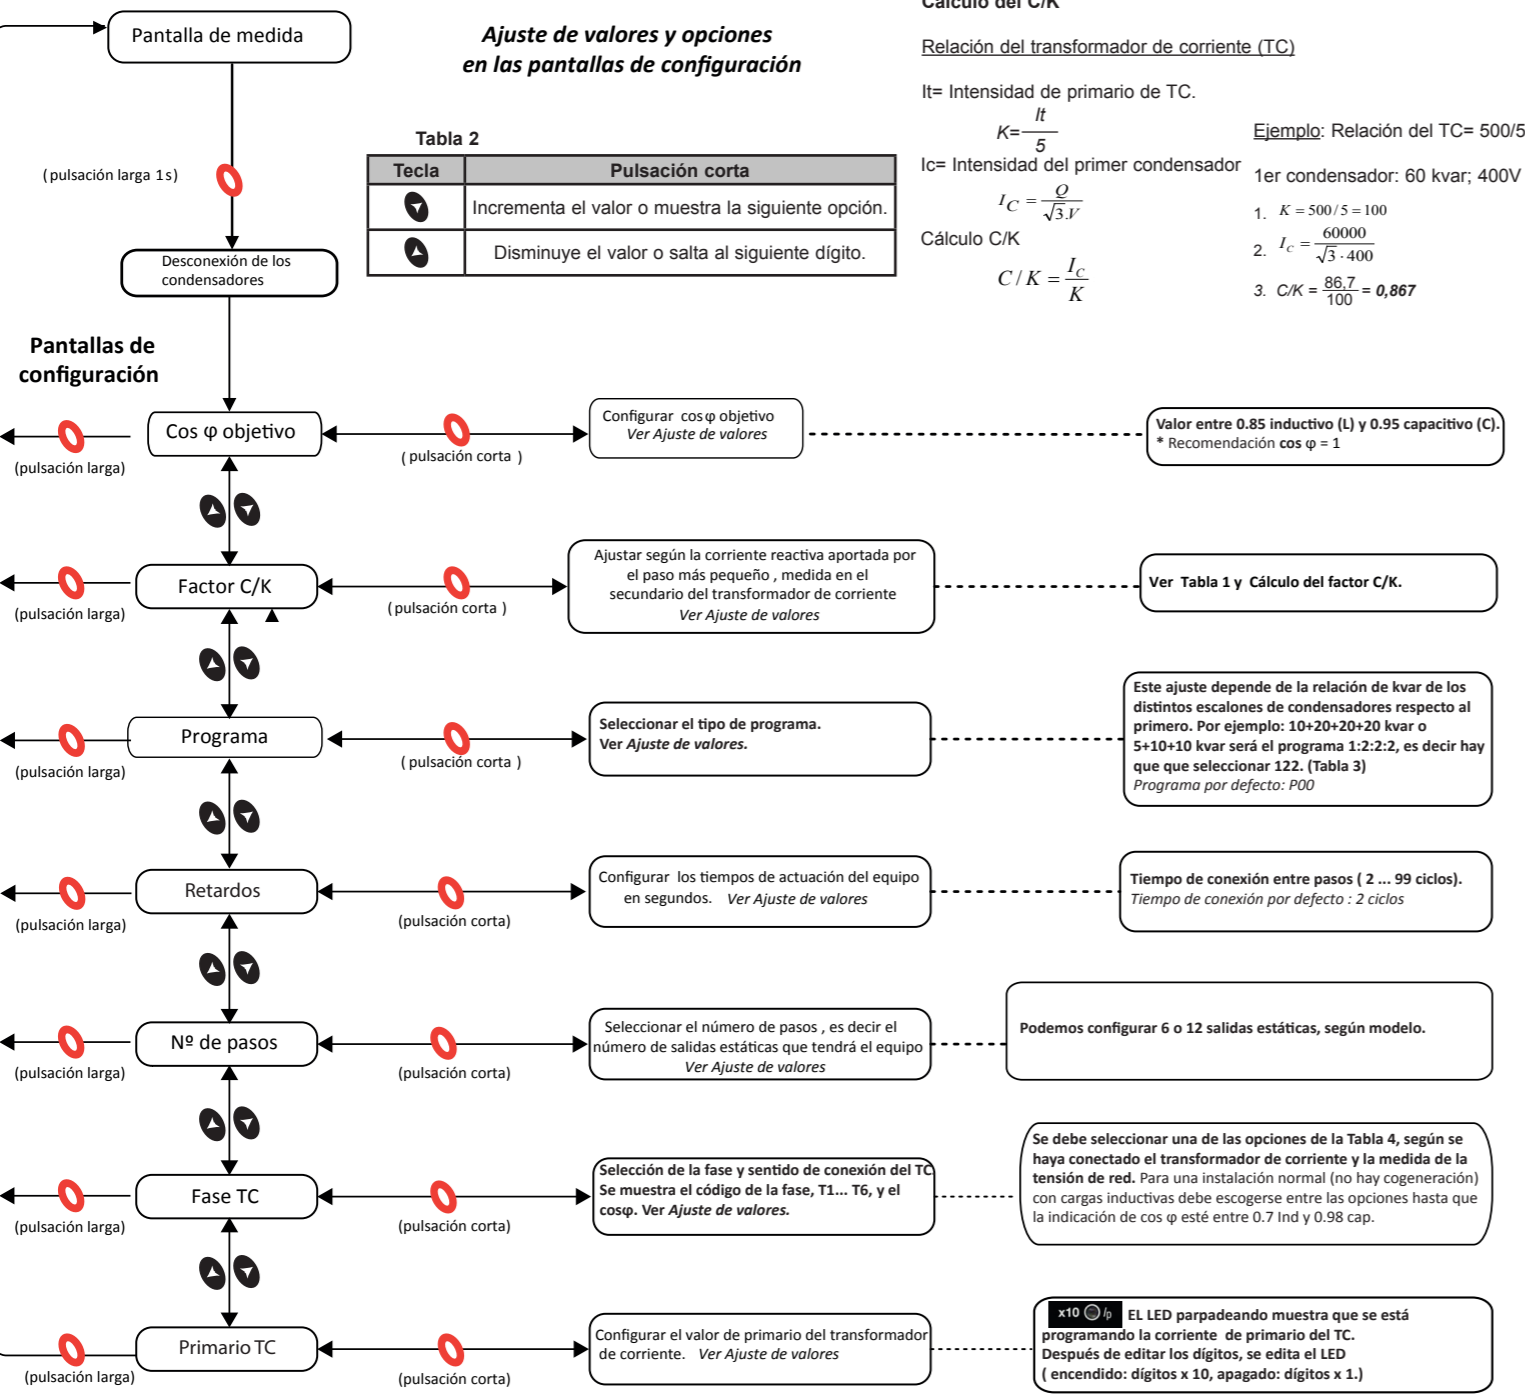 Cálculo del C/K
Pantalla de medida
Ajuste de valores y opciones
en las pantallas de configuración
Relación del transformador de corriente (TC)
It= Intensidad de primario de TC.
K= It / 5
Ic= Intensidad del primer condensador
I_C = Q / √3.V
Cálculo C/K
C / K = I_C / K
Ejemplo: Relación del TC= 500/5
1er condensador: 60 kvar; 400V
1. K = 500 / 5 = 100
2. I_C = 60000 / √3 · 400
3. C/K = 86,7 / 100 = 0,867
Tabla 2
Tecla Pulsación corta
Incrementa el valor o muestra la siguiente opción.
Disminuye el valor o salta al siguiente dígito.
(pulsación larga 1s)
Desconexión de los
condensadores
Pantallas de
configuración
(pulsación larga)
Cos φ objetivo
( pulsación corta )
Configurar cos φ objetivo
Ver Ajuste de valores
Valor entre 0.85 inductivo (L) y 0.95 capacitivo (C).
* Recomendación cos φ = 1
(pulsación larga)
Factor C/K
( pulsación corta )
Ajustar según la corriente reactiva aportada por
el paso más pequeño , medida en el
secundario del transformador de corriente
Ver Ajuste de valores
Ver Tabla 1 y Cálculo del factor C/K.
(pulsación larga)
Programa
( pulsación corta )
Seleccionar el tipo de programa.
Ver Ajuste de valores.
Este ajuste depende de la relación de kvar de los
distintos escalones de condensadores respecto al
primero. Por ejemplo: 10+20+20+20 kvar o
5+10+10 kvar será el programa 1:2:2:2, es decir hay
que que seleccionar 122. (Tabla 3)
Programa por defecto: P00
(pulsación larga)
Retardos
(pulsación corta)
Configurar los tiempos de actuación del equipo
en segundos. Ver Ajuste de valores
Tiempo de conexión entre pasos ( 2 ... 99 ciclos).
Tiempo de conexión por defecto : 2 ciclos
(pulsación larga)
Nº de pasos
(pulsación corta)
Seleccionar el número de pasos , es decir el
número de salidas estáticas que tendrá el equipo
Ver Ajuste de valores
Podemos configurar 6 o 12 salidas estáticas, según modelo.
(pulsación larga)
Fase TC
(pulsación corta)
Selección de la fase y sentido de conexión del TC
Se muestra el código de la fase, T1... T6, y el
cosφ. Ver Ajuste de valores.
Se debe seleccionar una de las opciones de la Tabla 4, según se
haya conectado el transformador de corriente y la medida de la
tensión de red. Para una instalación normal (no hay cogeneración)
con cargas inductivas debe escogerse entre las opciones hasta que
la indicación de cos φ esté entre 0.7 Ind y 0.98 cap.
(pulsación larga)
Primario TC
(pulsación corta)
Configurar el valor de primario del transformador
de corriente. Ver Ajuste de valores
x10 Ip EL LED parpadeando muestra que se está
programando la corriente de primario del TC.
Después de editar los dígitos, se edita el LED
( encendido: dígitos x 10, apagado: dígitos x 1.)